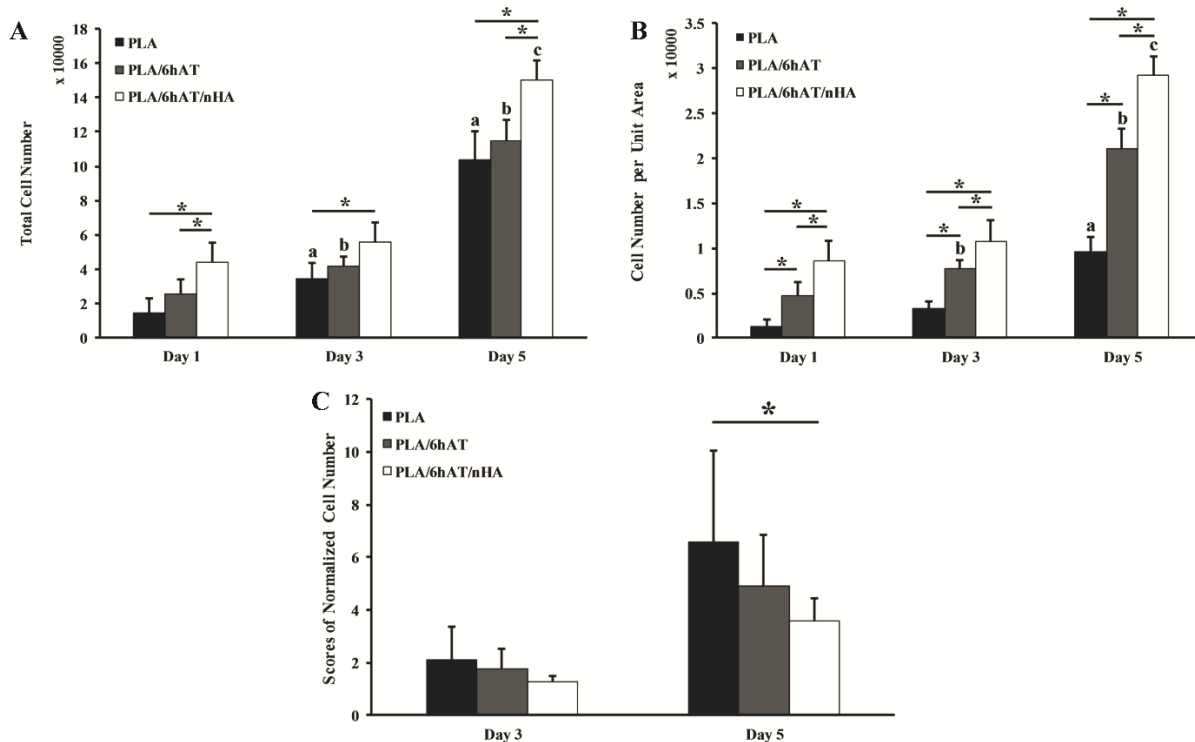 A
Total Cell Number
x 10000
18
16
14
12
10
8
6
4
2
0
PLA
PLA/6hAT
PLA/6hAT/nHA
*
*
*
a
b
*
*
a
b
c
Day 1
Day 3
Day 5
B
Cell Number per Unit Area
x 10000
3.5
3
2.5
2
1.5
1
0.5
0
PLA
PLA/6hAT
PLA/6hAT/nHA
*
*
*
*
*
*
b
*
*
*
a
b
c
Day 1
Day 3
Day 5
C
Scores of Normalized Cell Number
12
10
8
6
4
2
0
PLA
PLA/6hAT
PLA/6hAT/nHA
*
Day 3
Day 5